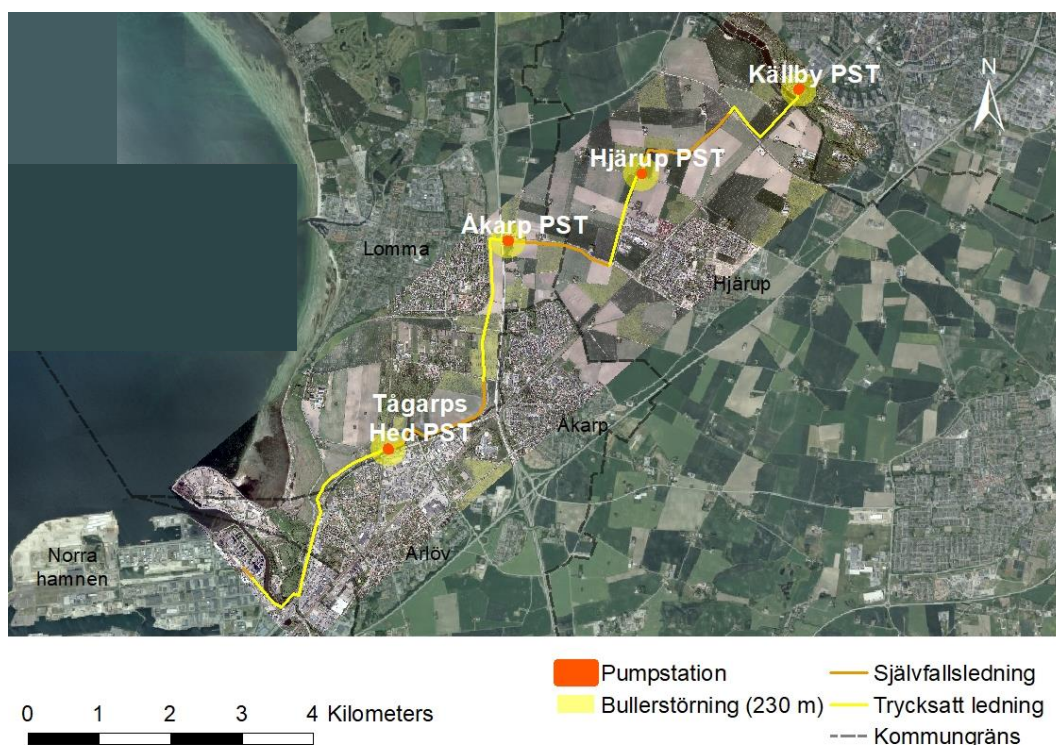 Källby PST
N
Hjärup PST
Åkarp PST
Lomma
Hjärup
Tågarps
Hed PST
Åkarp
Arlöv
Norra
hamnen
Pumpstation
Självfallsledning
Bullerstörning (230 m)
Trycksatt ledning
Kommungräns
0 1 2 3 4 Kilometers